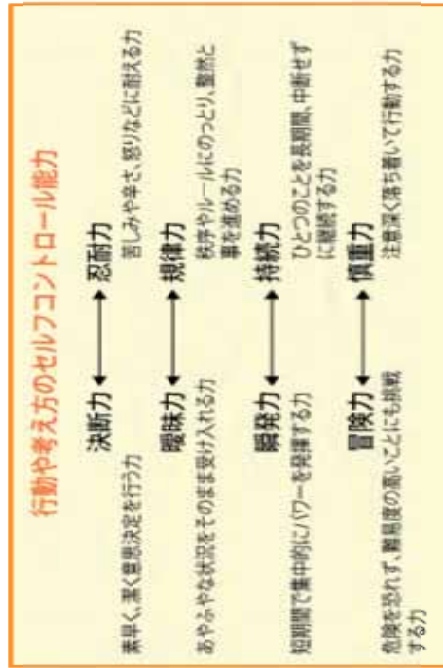 行動や考え方のセルフコントロール能力
決断力 ⟷ 忍耐力
素早く、潔く意思決定を行う力
苦しみや辛さ、怒りなどに耐える力
曖昧力 ⟷ 規律力
あやふやな状況をそのまま受け入れる力
秩序やルールにのっとり、整然と
事を進める力
瞬発力 ⟷ 持続力
短期間で集中的にパワーを発揮する力
ひとつのことを長期間、中断せず
に継続する力
冒険力 ⟷ 慎重力
危険を恐れず、難易度の高いことにも挑戦
する力
注意深く落ち着いて行動する力